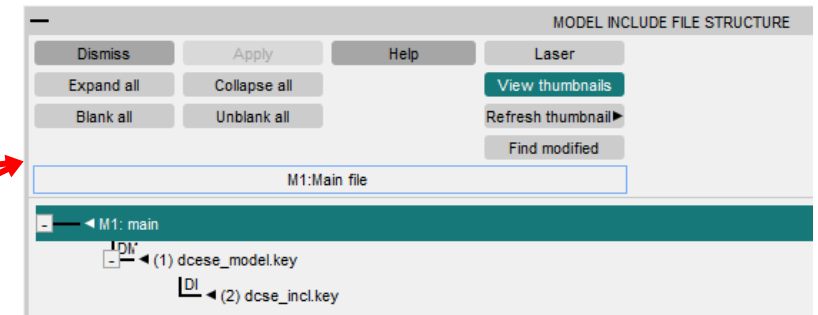 MODEL INCLUDE FILE STRUCTURE
Dismiss Apply Help Laser
Expand all Collapse all View thumbnails
Blank all Unblank all Refresh thumbnail
Find modified
M1:Main file
M1: main
DM (1) dcese_model.key
DI (2) dcse_incl.key